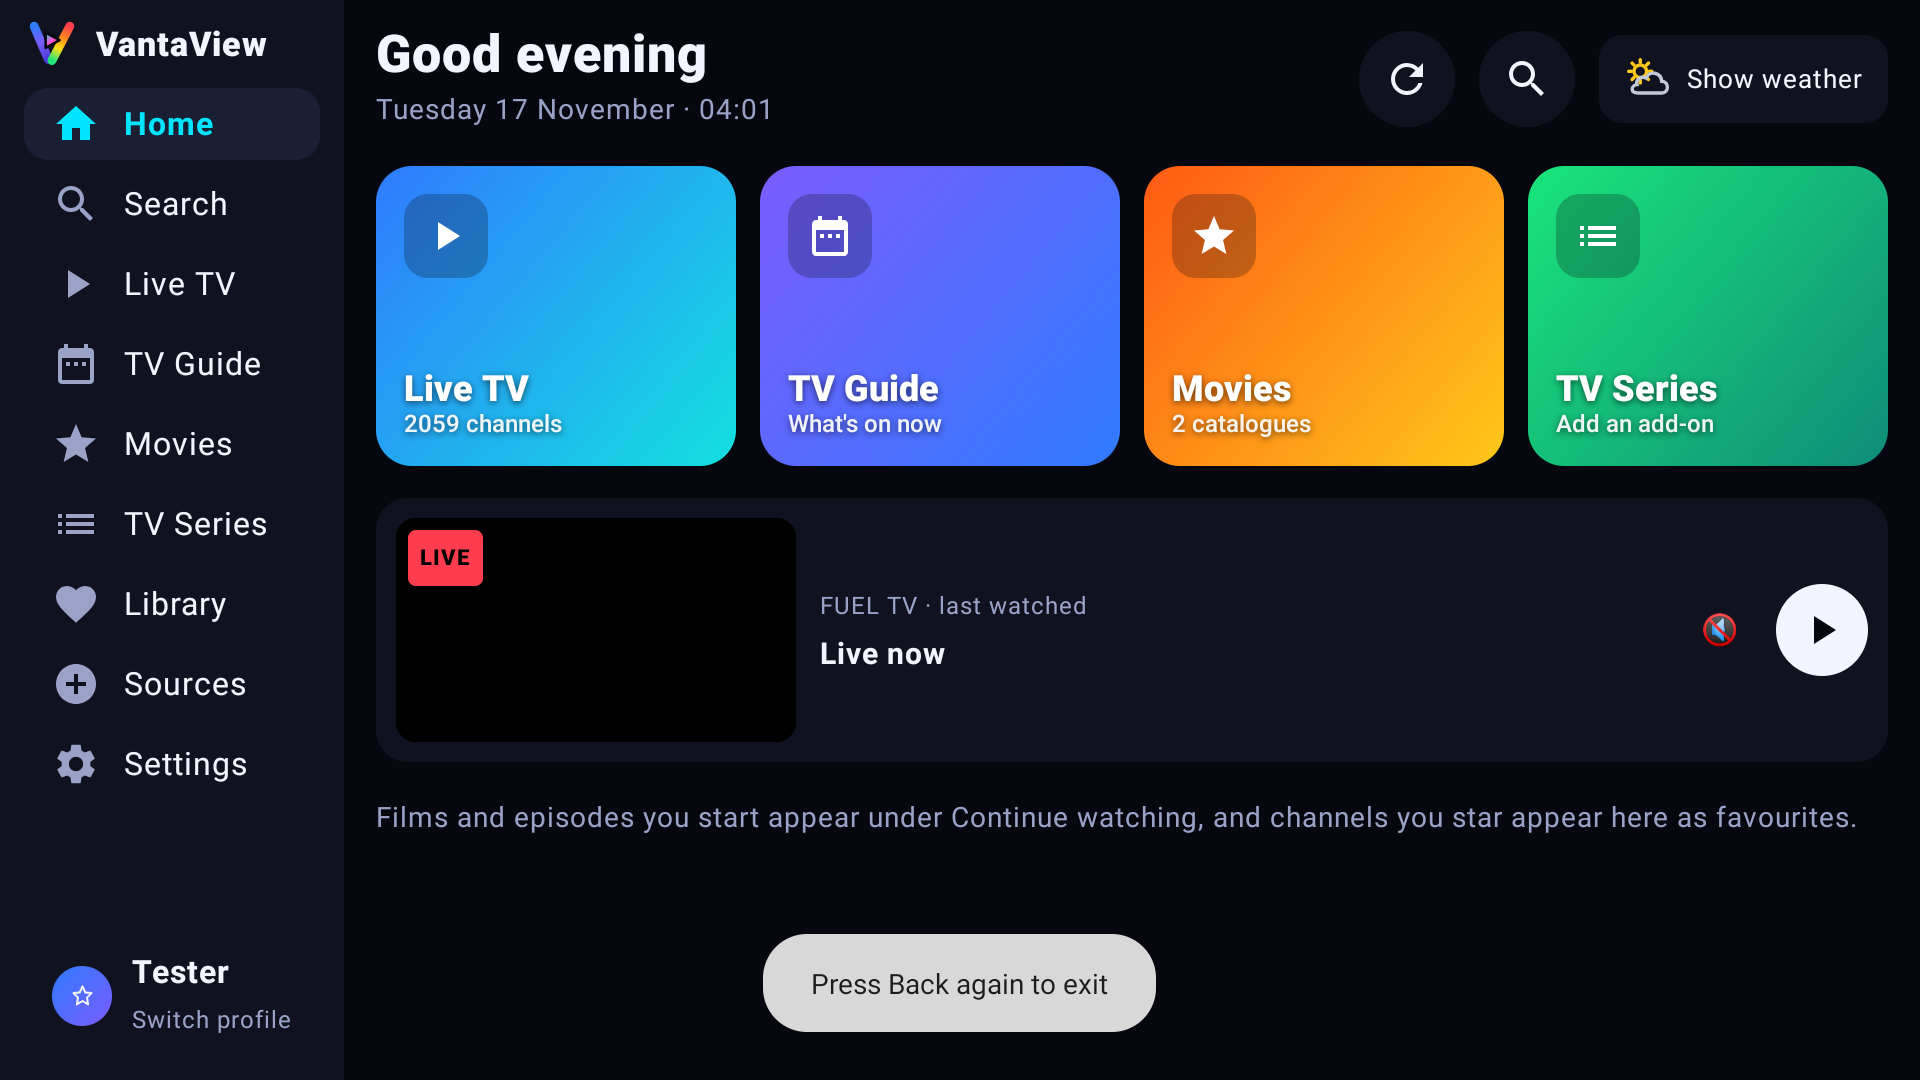 VantaView
Home
Search
Live TV
TV Guide
Movies
TV Series
Library
Sources
Settings
Tester
Switch profile
Good evening
Tuesday 17 November · 04:01
Show weather
Live TV
2059 channels
TV Guide
What's on now
Movies
2 catalogues
TV Series
Add an add-on
LIVE
FUEL TV · last watched
Live now
Films and episodes you start appear under Continue watching, and channels you star appear here as favourites.
Press Back again to exit